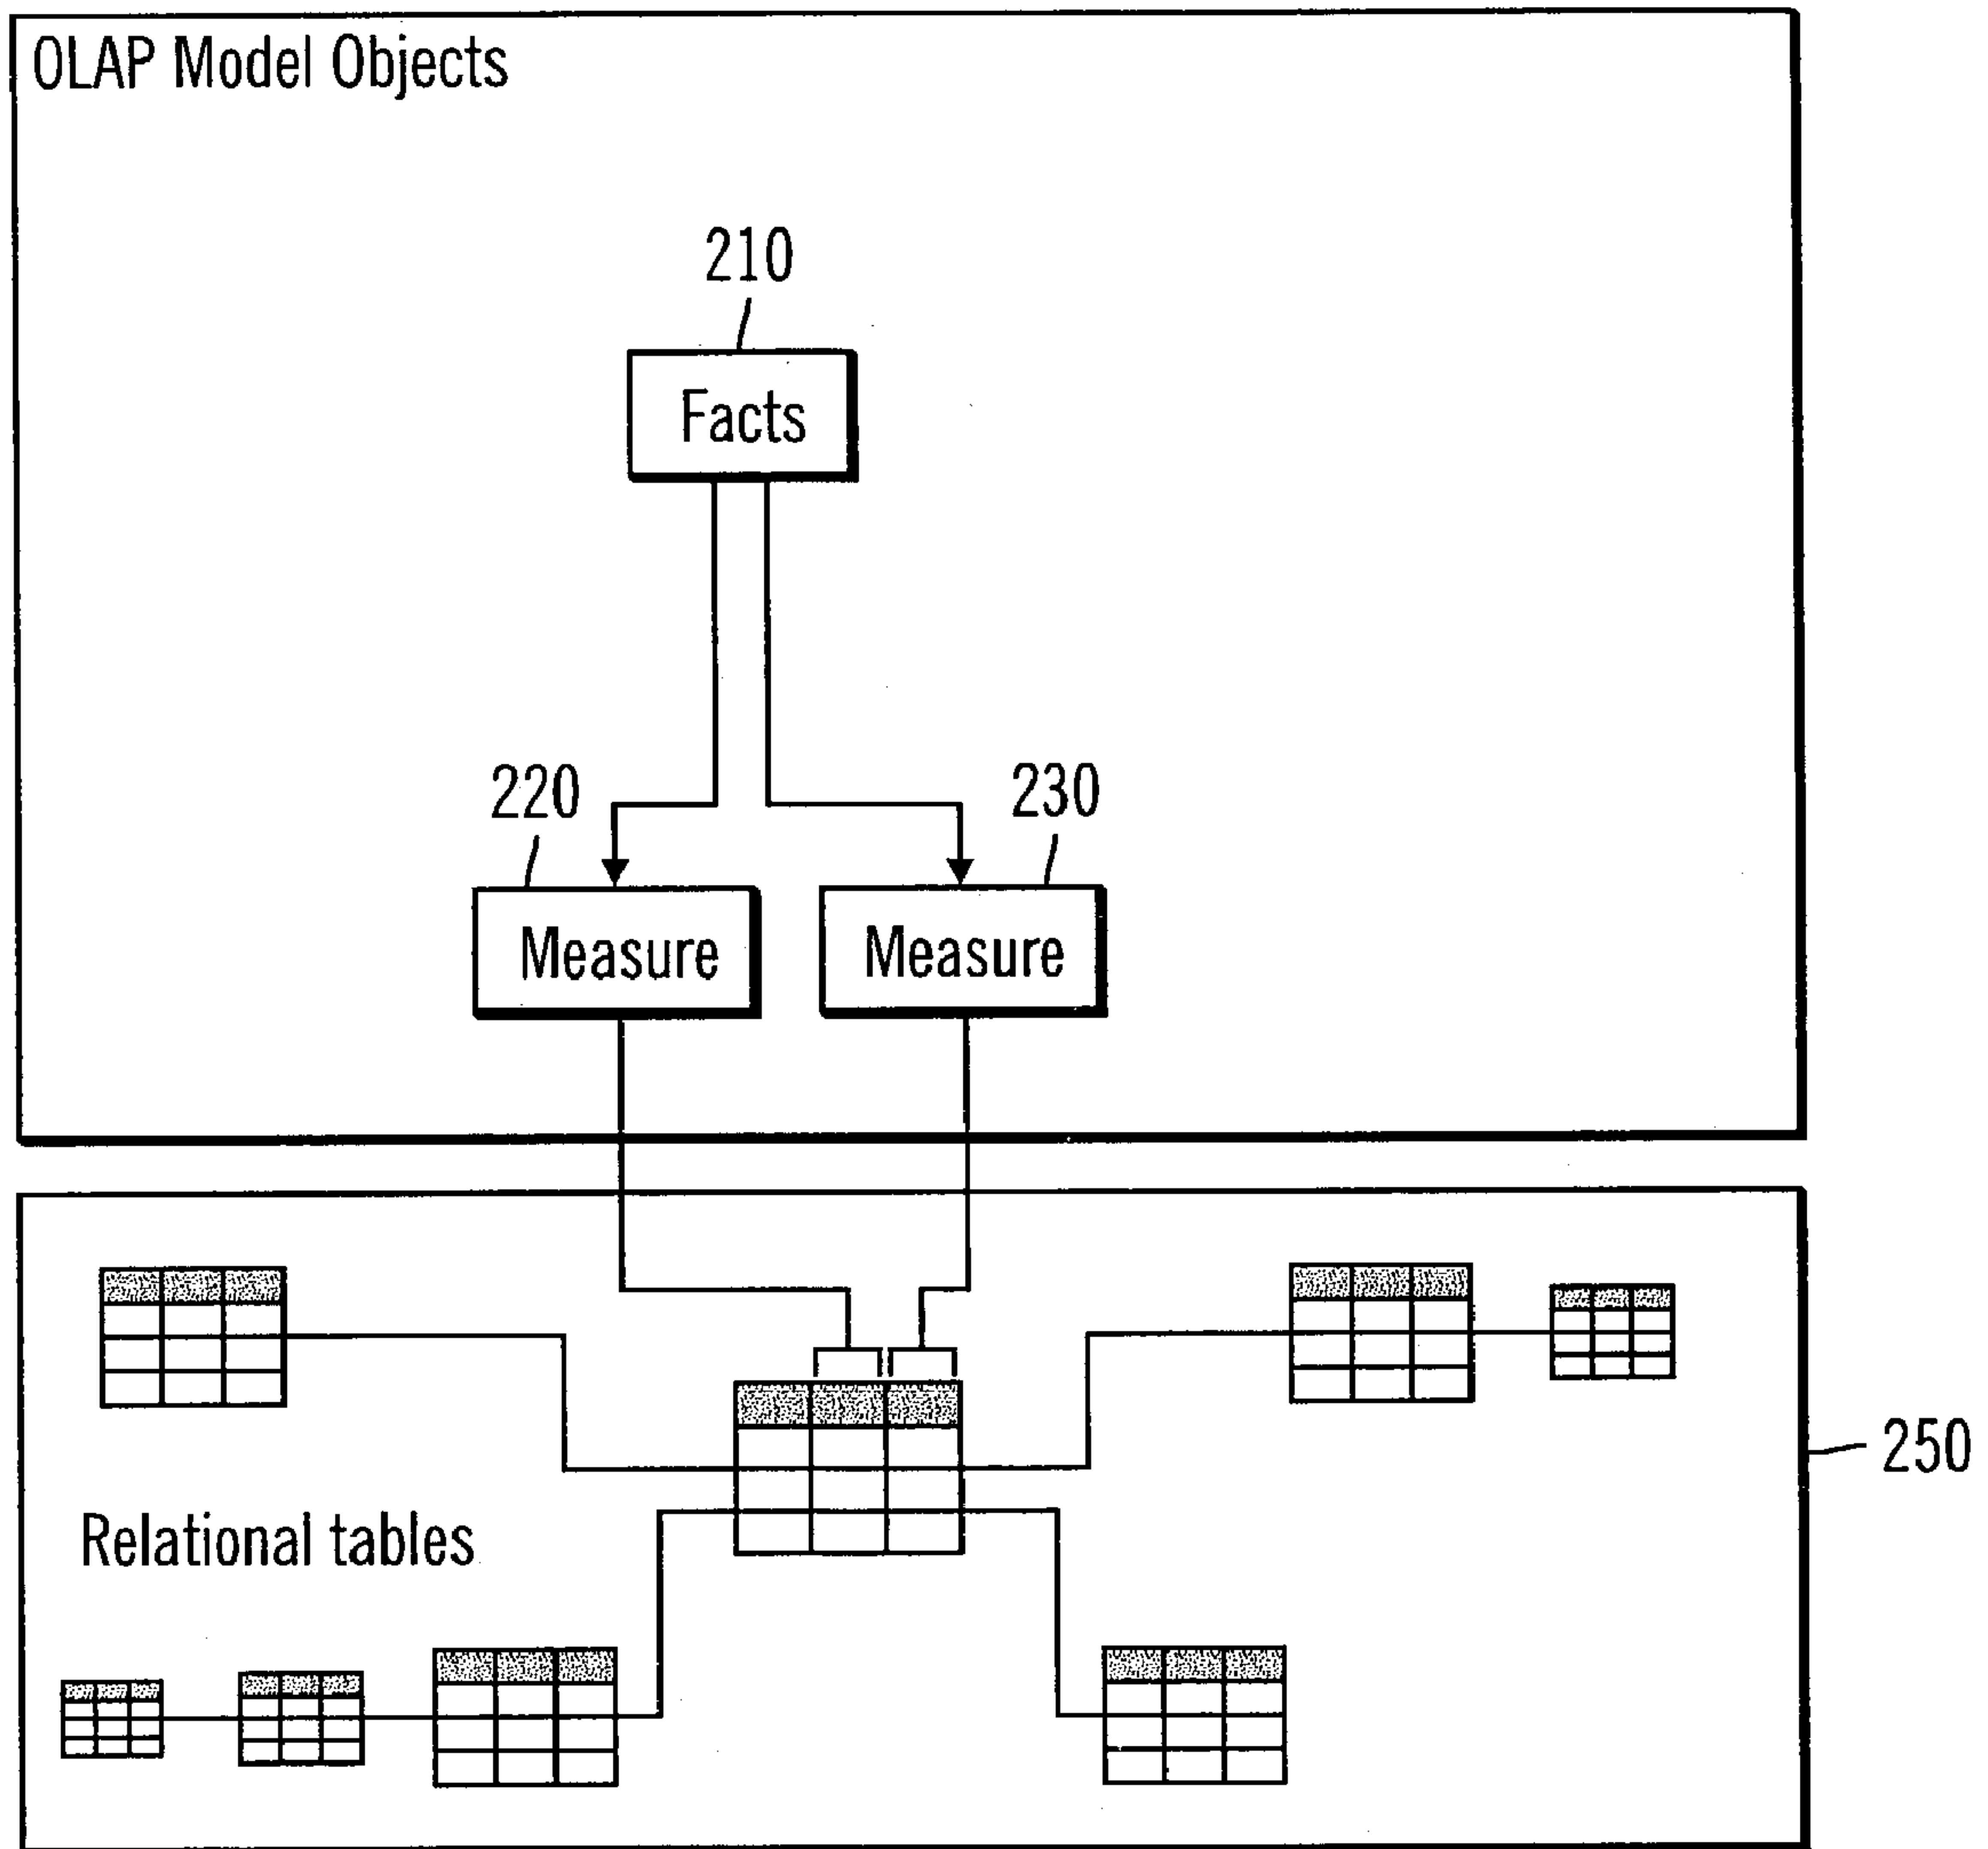 OLAP Model Objects
210
Facts
220
230
Measure
Measure
250
Relational tables